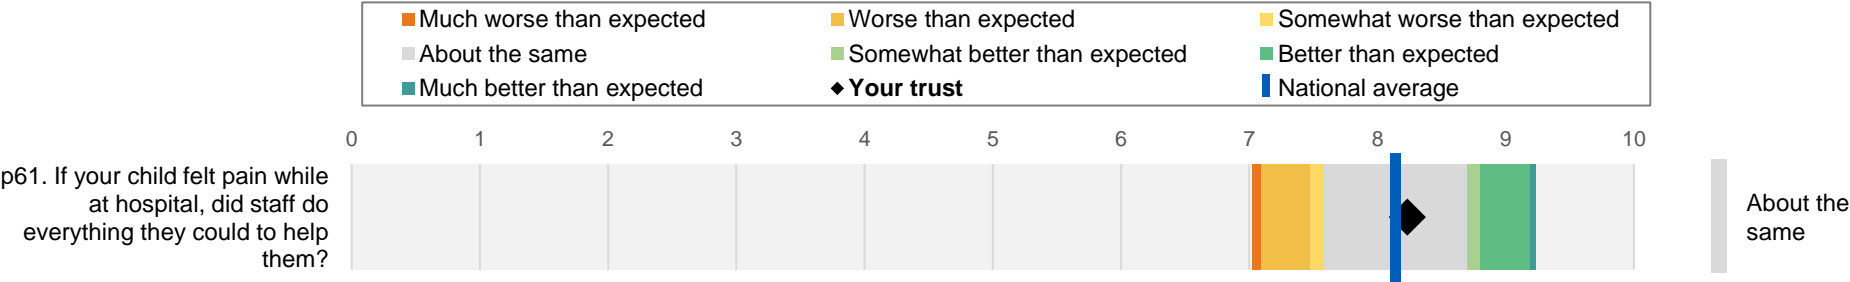 Much worse than expected
Worse than expected
Somewhat worse than expected
About the same
Somewhat better than expected
Better than expected
Much better than expected
Your trust
National average
0 1 2 3 4 5 6 7 8 9 10
p61. If your child felt pain while
at hospital, did staff do
everything they could to help
them?
About the
same